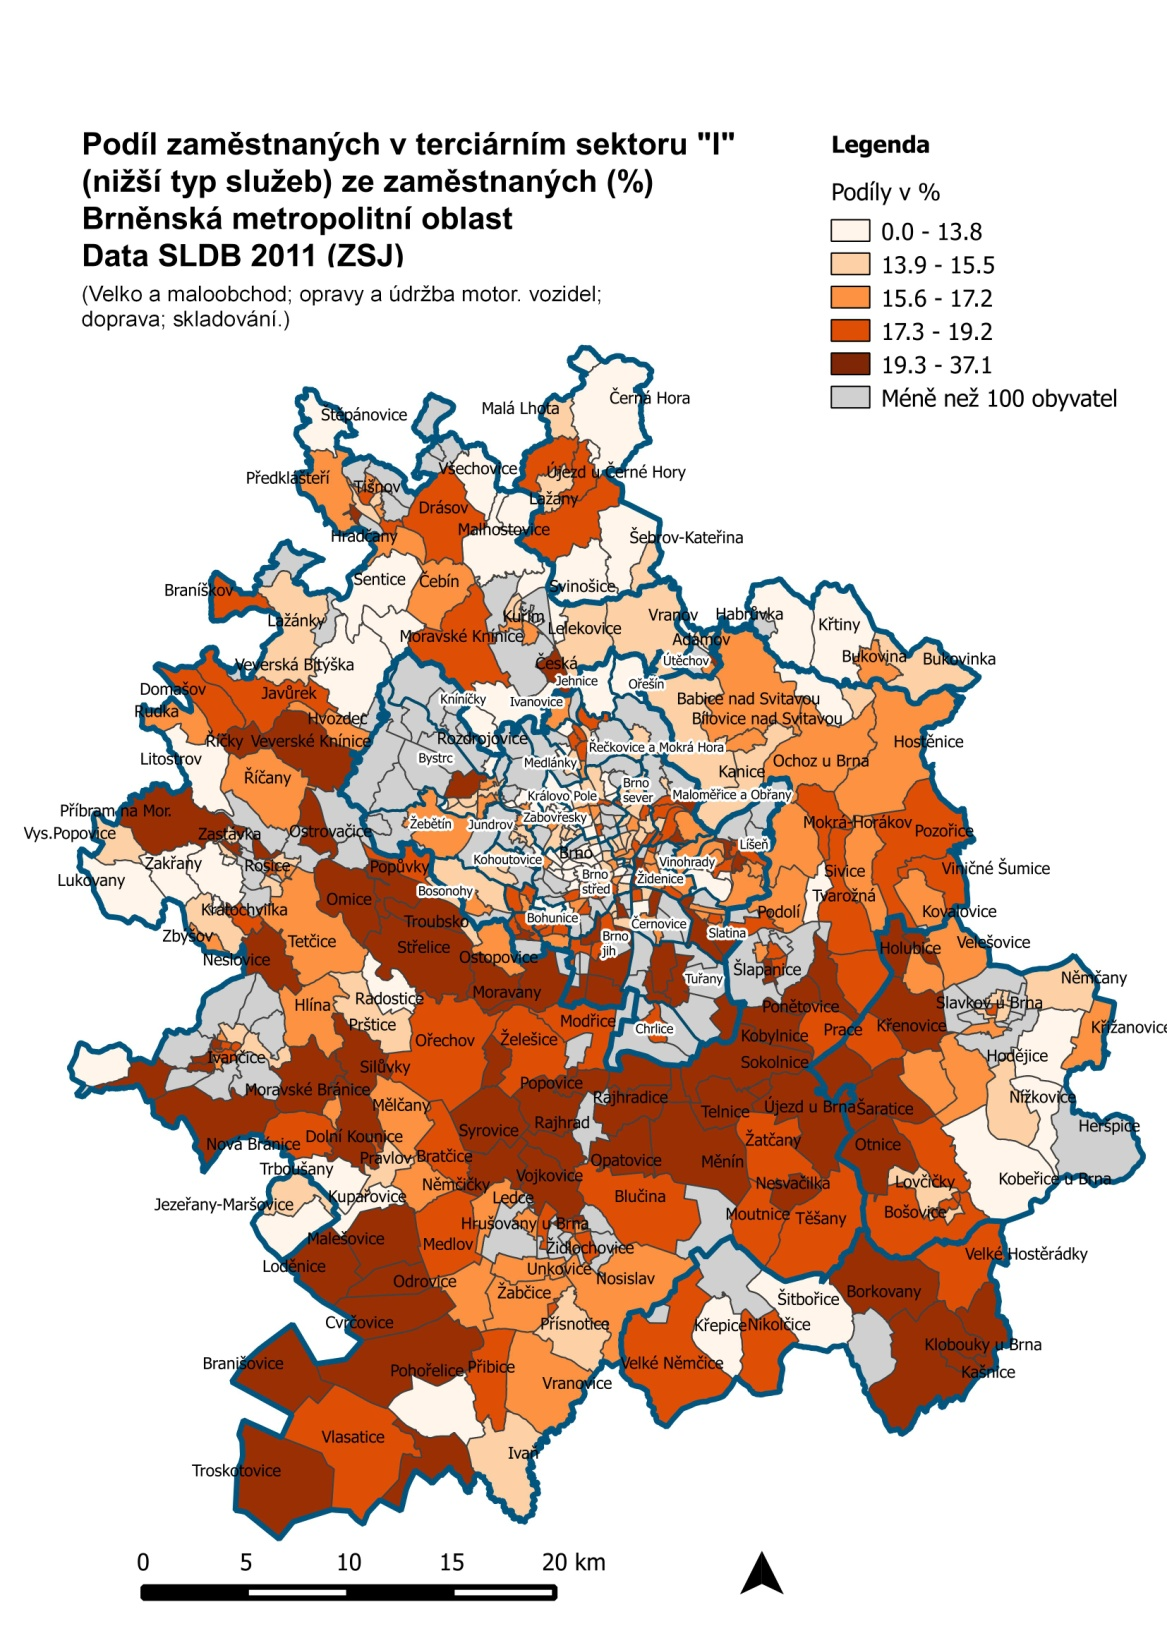 Podíl zaměstnaných v terciárním sektoru "I"
(nižší typ služeb) ze zaměstnaných (%)
Brněnská metropolitní oblast
Data SLDB 2011 (ZSJ)
(Velko a maloobchod; opravy a údržba motor. vozidel;
doprava; skladování.)
Legenda
Podíly v %
0.0 - 13.8
13.9 - 15.5
15.6 - 17.2
17.3 - 19.2
19.3 - 37.1
Méně než 100 obyvatel
Černá Hora
Malá Lhota
Štěpánovice
Všechovice
Újezd u Černé Hory
Předklášteří
Tišnov
Lažany
Drásov
Malhostovice
Hradčany
Šebrov-Kateřina
Sentice
Čebín
Svinošice
Braníškov
Lažánky
Kuřim
Lelekovice
Vranov
Habrůvka
Křtiny
Moravské Knínice
Adamov
Bukovina
Bukovinka
Veverská Bítýška
Česká
Útěchov
Jehnice
Ořešín
Domašov
Javůrek
Kníničky
Ivanovice
Babice nad Svitavou
Rudka
Hvozdec
Bílovice nad Svitavou
Říčky
Veverské Knínice
Rozdrojovice
Řečkovice a Mokrá Hora
Hostěnice
Litostrov
Bystrc
Medlánky
Kanice
Ochoz u Brna
Říčany
Brno
sever
Královo Pole
Maloměřice a Obřany
Příbram na Mor.
Žabovřesky
Mokrá-Horákov
Vys.Popovice
Zastávka
Ostrovačice
Žebětín
Jundrov
Pozořice
Líšeň
Zakřany
Rosice
Popůvky
Kohoutovice
Brno
Vinohrady
Sivice
Viničné Šumice
Lukovany
Bosonohy
Brno
střed
Židenice
Tvarožná
Omice
Kratochvilka
Troubsko
Bohunice
Podolí
Kovalovice
Černovice
Zbýšov
Tetčice
Střelice
Brno
jih
Slatina
Holubice
Velešovice
Neslovice
Ostopovice
Šlapanice
Tuřany
Němčany
Hlína
Radostice
Moravany
Slavkov u Brna
Ponětovice
Prštice
Modřice
Chrlice
Křenovice
Křižanovice
Ořechov
Želešice
Kobylnice
Prace
Ivančice
Silůvky
Sokolnice
Hodějice
Moravské Bránice
Popovice
Rajhradice
Nížkovice
Mělčany
Telnice
Újezd u Brna
Šaratice
Syrovice
Rajhrad
Heršpice
Nová Bránice
Dolní Kounice
Žatčany
Otnice
Pravlov
Bratčice
Opatovice
Měnín
Trboušany
Vojkovice
Němčičky
Nesvačilka
Lovčičky
Kobeřice u Brna
Kupařovice
Ledce
Blučina
Jezeřany-Maršovice
Moutnice
Těšany
Bošovice
Hrušovany u Brna
Malešovice
Medlov
Židlochovice
Velké Hostěrádky
Loděnice
Unkovice
Odrovice
Nosislav
Žabčice
Šitbořice
Borkovany
Cvrčovice
Přísnotice
Křepice
Nikolčice
Klobouky u Brna
Branišovice
Pohořelice
Přibice
Velké Němčice
Kašnice
Vranovice
Vlasatice
Ivaň
Troskotovice
0 5 10 15 20 km